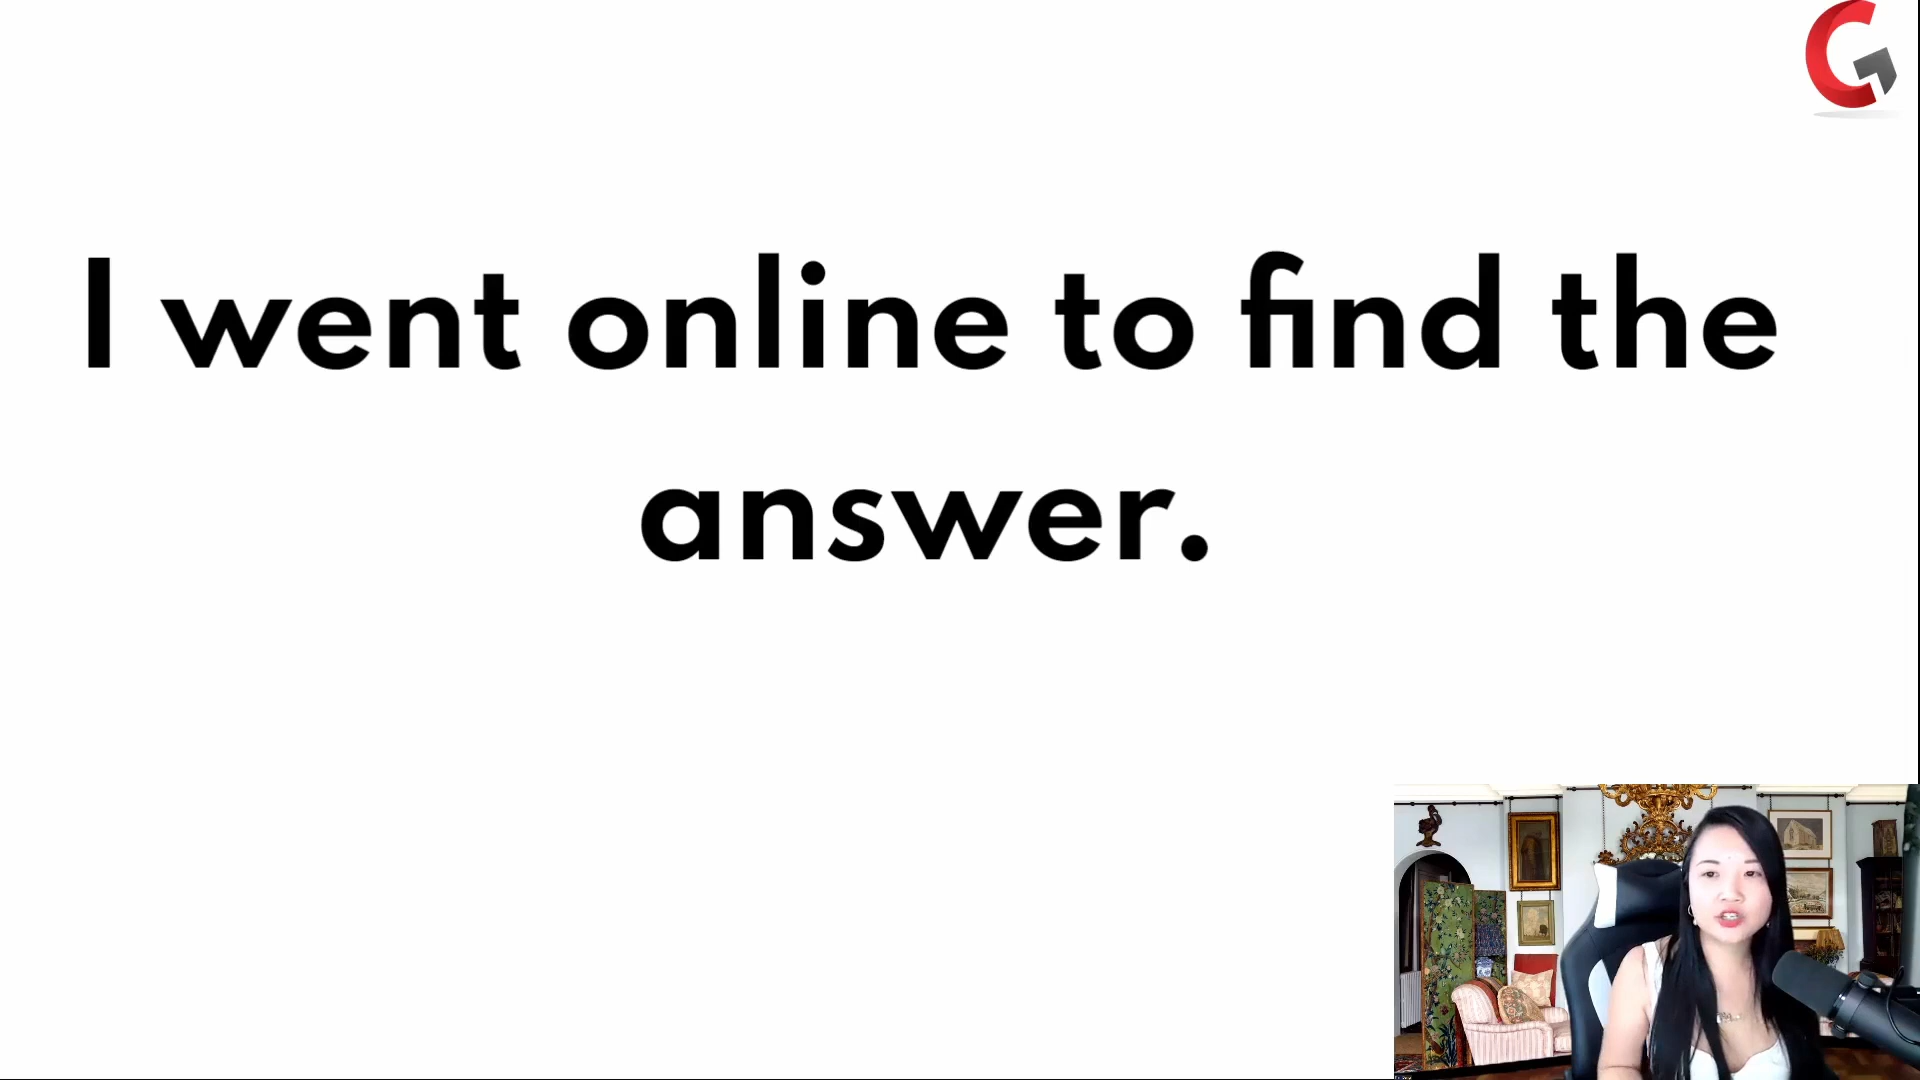 I went online to find the
answer.